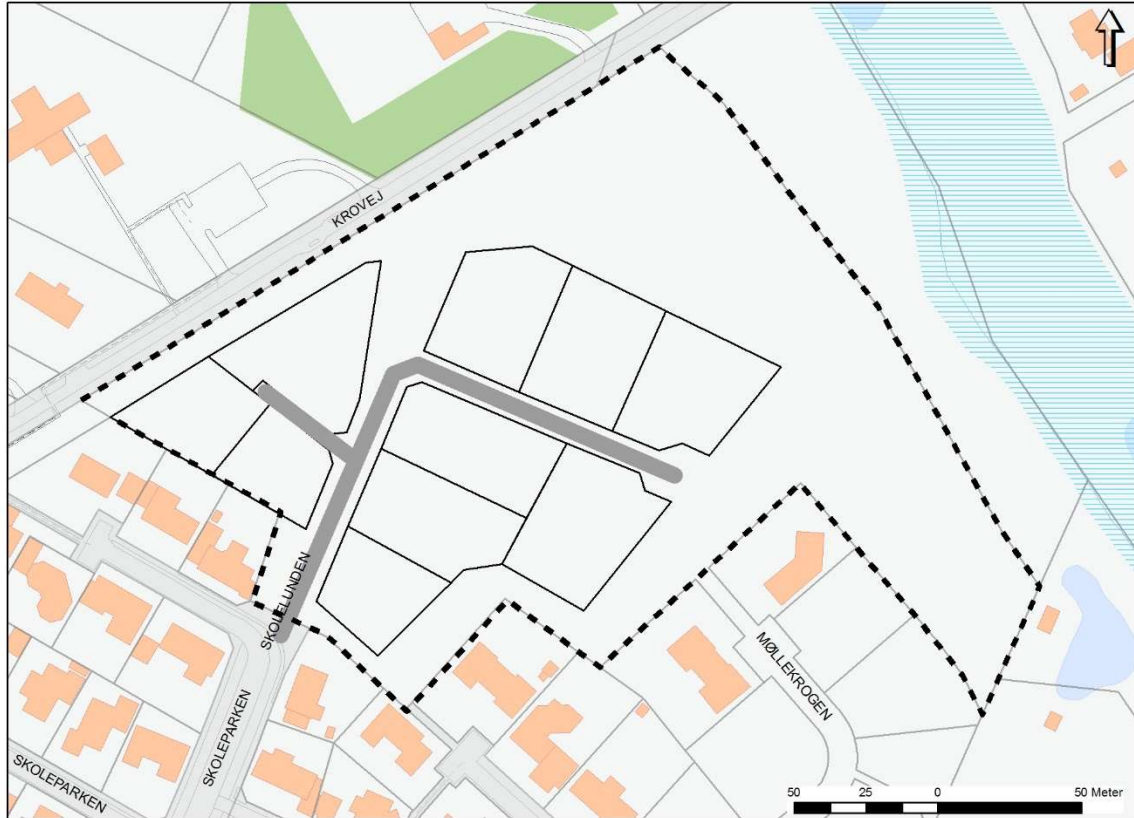 KROVEJ
SKOLELUNDEN
MØLLEKROGEN
SKOLEPARKEN
SKOLEPARKEN
50 25 0 50 Meter